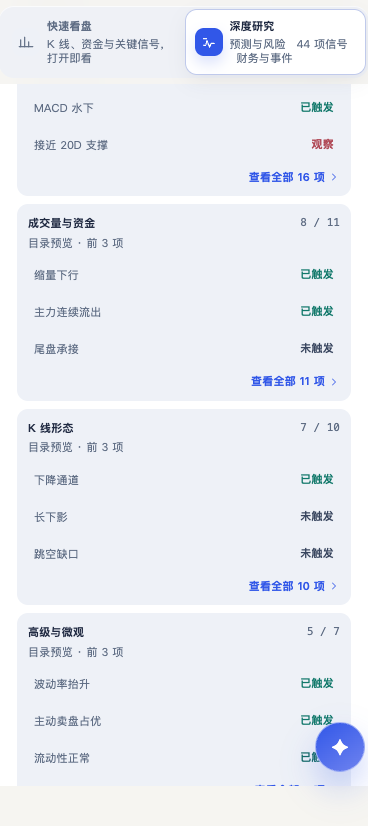 快速看盘
K 线、资金与关键信号，
打开即看
深度研究
预测与风险 44 项信号
财务与事件
MACD 水下 已触发
接近 20D 支撑 观察
查看全部 16 项 >
成交量与资金 8 / 11
目录预览 · 前 3 项
缩量下行 已触发
主力连续流出 已触发
尾盘承接 未触发
查看全部 11 项 >
K 线形态 7 / 10
目录预览 · 前 3 项
下降通道 已触发
长下影 未触发
跳空缺口 未触发
查看全部 10 项 >
高级与微观 5 / 7
目录预览 · 前 3 项
波动率抬升 已触发
主动卖盘占优 已触发
流动性正常 已